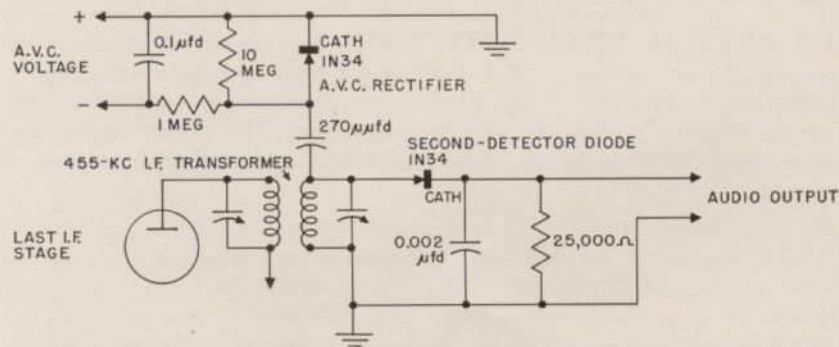 +
A.V.C.
VOLTAGE
–
0.1µfd
10
MEG
1 MEG
CATH
IN34
A.V.C. RECTIFIER
270µµfd
455-KC I.F. TRANSFORMER
SECOND-DETECTOR DIODE
IN34
CATH
AUDIO OUTPUT
LAST I.F.
STAGE
0.002
µfd
25,000Ω